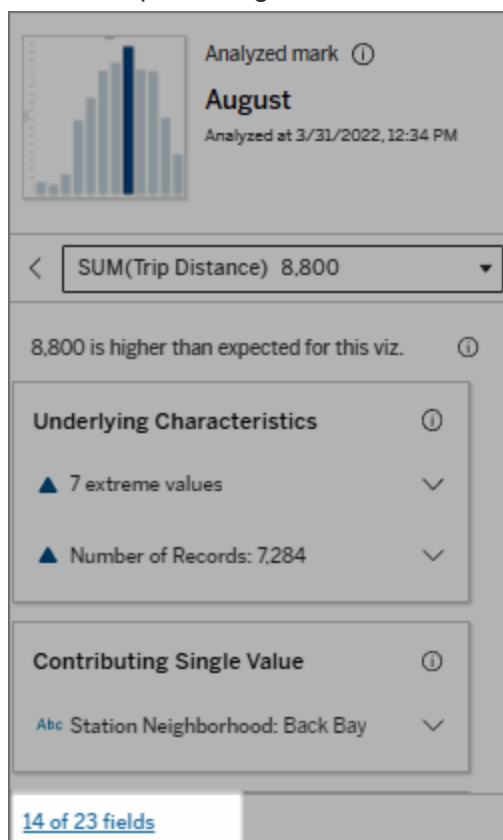 Analyzed mark
August
Analyzed at 3/31/2022, 12:34 PM
SUM(Trip Distance) 8,800
8,800 is higher than expected for this viz.
Underlying Characteristics
7 extreme values
Number of Records: 7,284
Contributing Single Value
Abc Station Neighborhood: Back Bay
14 of 23 fields